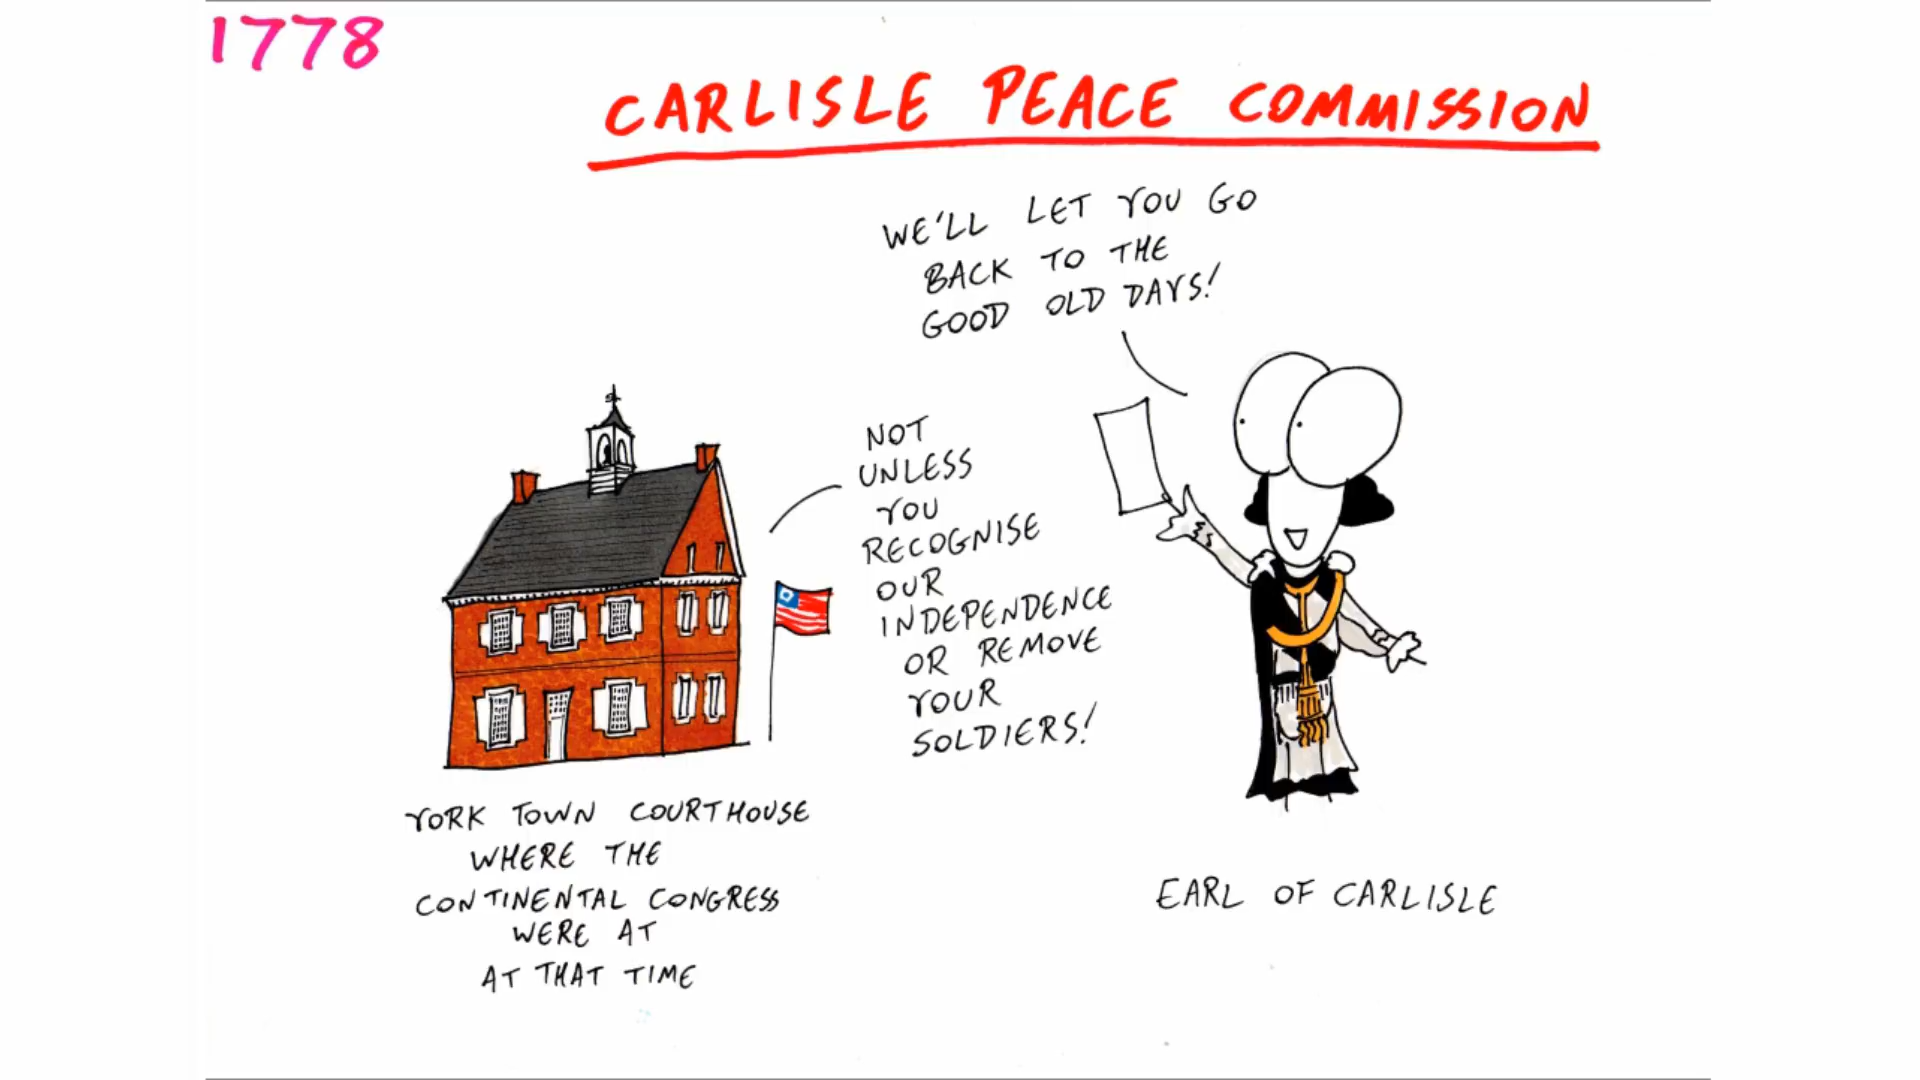 1778
CARLISLE PEACE COMMISSION
WE'LL LET YOU GO
BACK TO THE
GOOD OLD DAYS!
NOT
UNLESS
YOU
RECOGNISE
OUR
INDEPENDENCE
OR REMOVE
YOUR
SOLDIERS!
YORK TOWN COURTHOUSE
WHERE THE
CONTINENTAL CONGRESS
WERE AT
AT THAT TIME
EARL OF CARLISLE